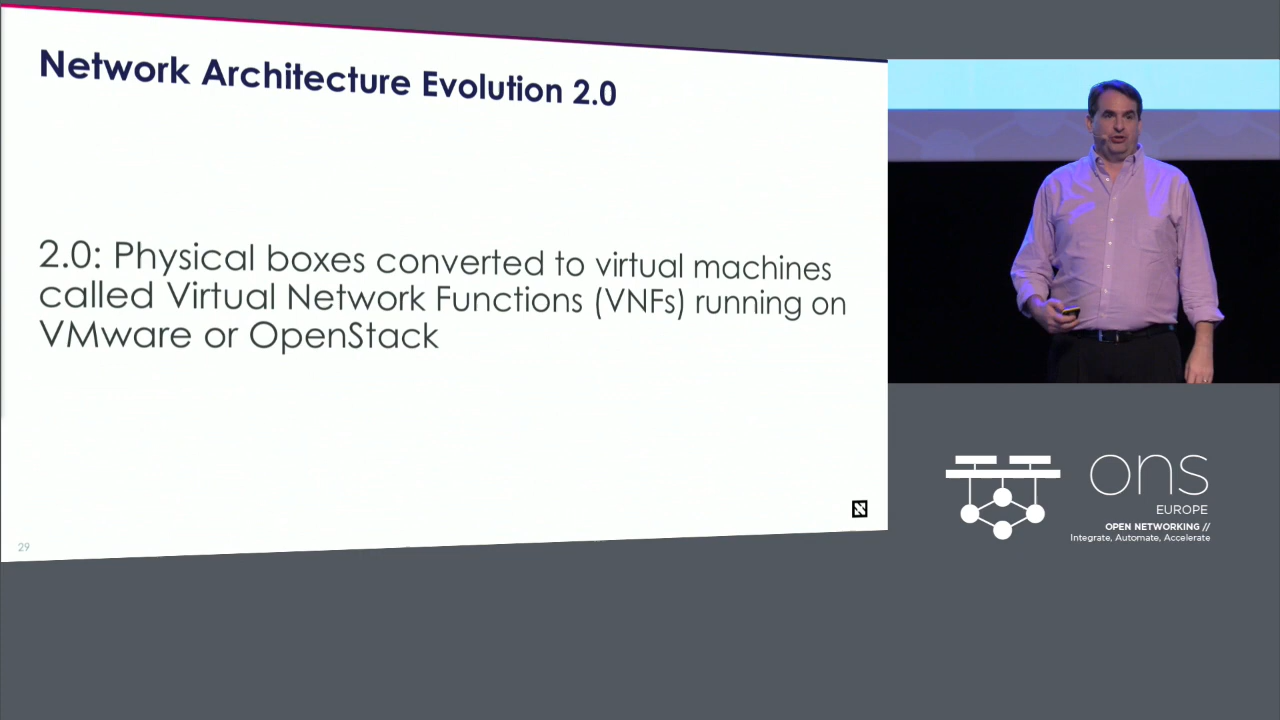 Network Architecture Evolution 2.0
2.0: Physical boxes converted to virtual machines
called Virtual Network Functions (VNFs) running on
VMware or OpenStack
29
ons
EUROPE
OPEN NETWORKING //
Integrate, Automate, Accelerate